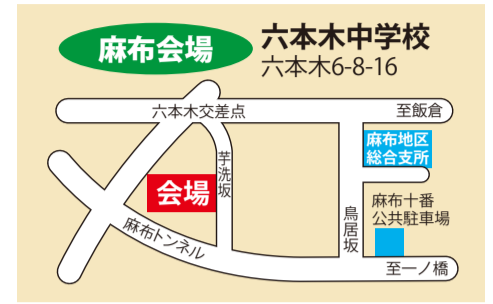 麻布会場
六本木中学校
六本木6-8-16
六本木交差点
至飯倉
麻布地区
総合支所
芋洗坂
会場
鳥居坂
麻布十番
公共駐車場
麻布トンネル
至一ノ橋